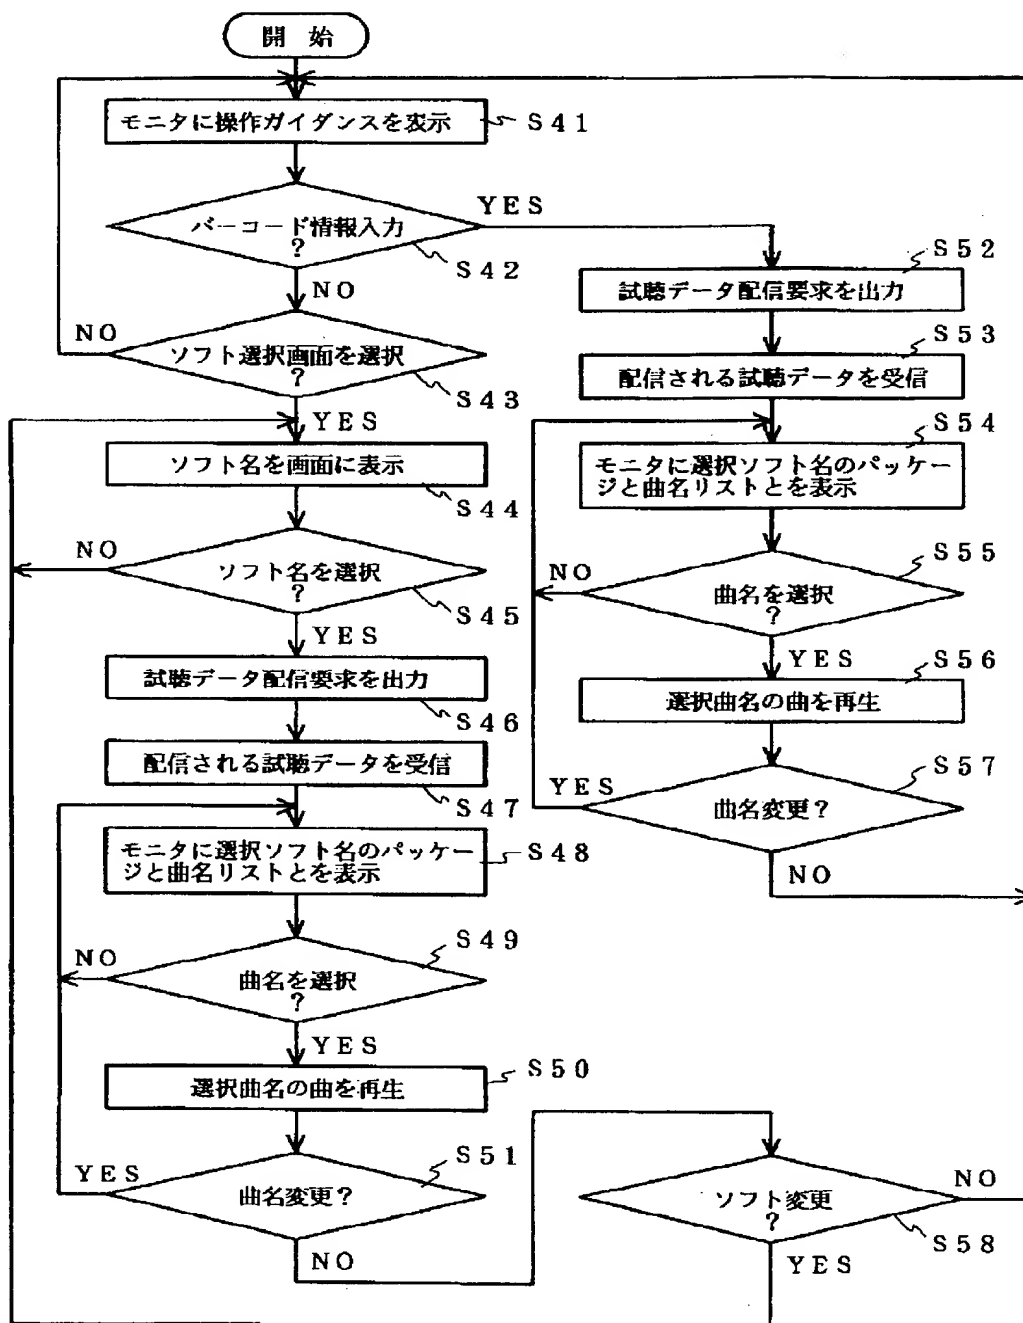 開 始
モニタに操作ガイダンスを表示
S41
バーコード情報入力
?
YES
S42
NO
ソフト選択画面を選択
?
NO
S43
YES
ソフト名を画面に表示
S44
ソフト名を選択
?
NO
S45
YES
試聴データ配信要求を出力
S46
配信される試聴データを受信
S47
モニタに選択ソフト名のパッケー
ジと曲名リストとを表示
S48
曲名を選択
?
S49
NO
YES
選択曲名の曲を再生
S50
曲名変更?
S51
YES
NO
S52
試聴データ配信要求を出力
S53
配信される試聴データを受信
S54
モニタに選択ソフト名のパッケー
ジと曲名リストとを表示
S55
曲名を選択
?
NO
YES
S56
選択曲名の曲を再生
S57
曲名変更?
YES
NO
ソフト変更
?
NO
S58
YES